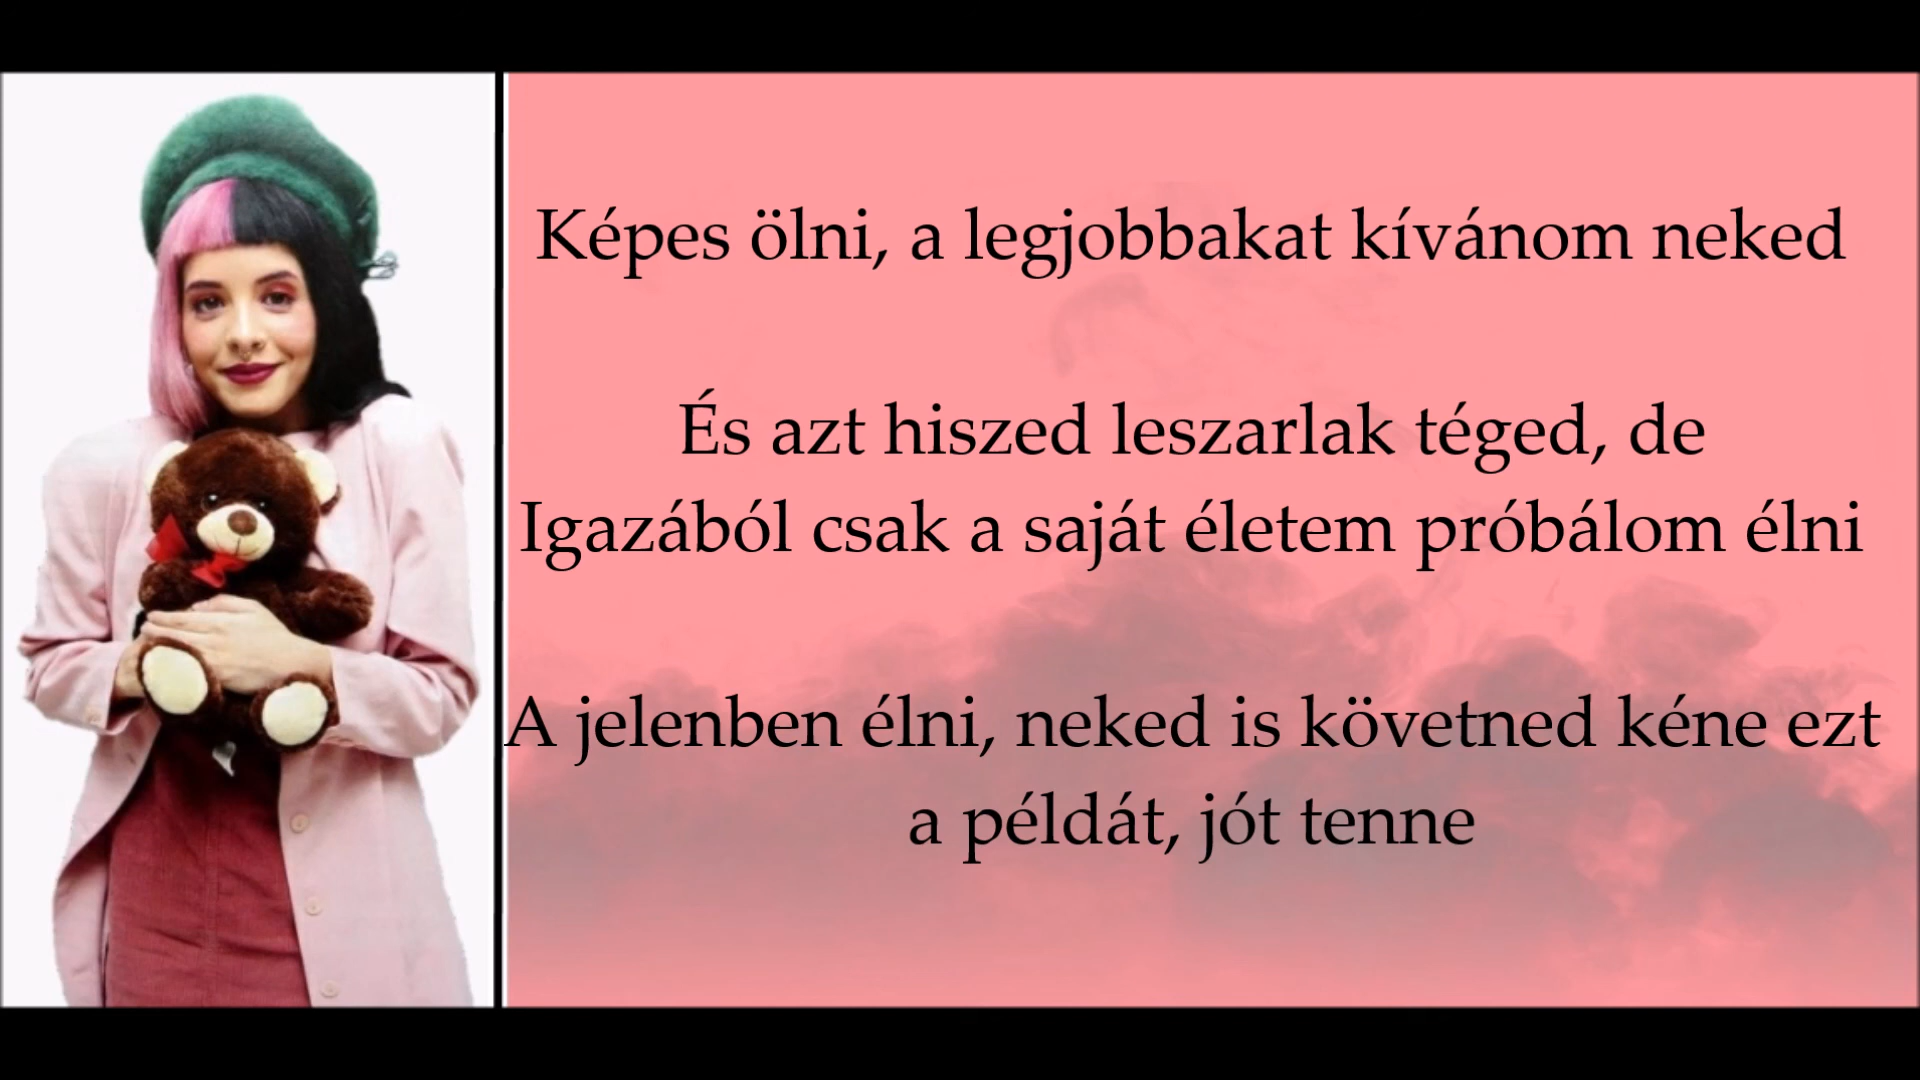 Képes ölni, a legjobbakat kívánom neked
És azt hiszed leszarlak téged, de
Igazából csak a saját életem próbálom élni
A jelenben élni, neked is követned kéne ezt
a példát, jót tenne